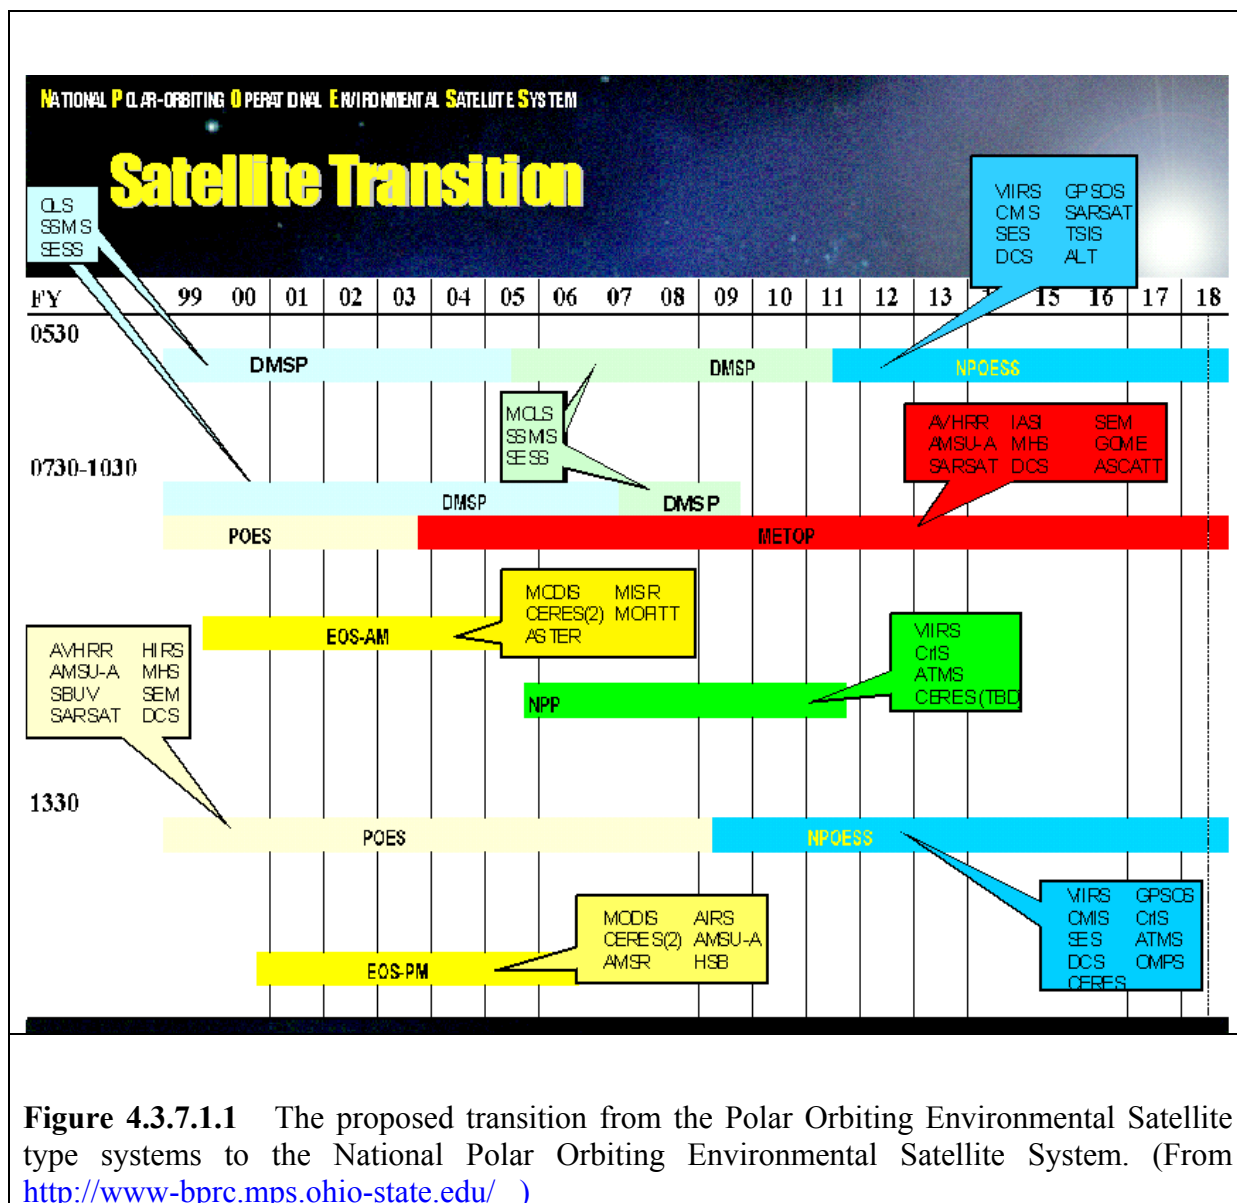 NATIONAL POLAR-ORBITING OPERATIONAL ENVIRONMENTAL SATELLITE SYSTEM
Satellite Transition
OLS
SSMIS
SESS
VIIRS GPSOS
CMIS SARSAT
SES TSIS
DCS ALT
FY 99 00 01 02 03 04 05 06 07 08 09 10 11 12 13 15 16 17 18
0530
DMSP DMSP NPOESS
MOLS
SSMIS
SESS
AVHRR IASI SEM
AMSU-A MHS GOME
SARSAT DCS ASCATT
0730-1030
DMSP DMSP
POES METOP
MODIS MISR
CERES(2) MOPITT
ASTER
EOS-AM
VIIRS
CrIS
ATMS
CERES(TBD)
AVHRR HIRS
AMSU-A MHS
SBUV SEM
SARSAT DCS
NPP
1330
POES NPOESS
VIIRS GPSOS
CMIS CrIS
SES ATMS
DCS OMPS
CERES
MODIS AIRS
CERES(2) AMSU-A
AMSR HSB
EOS-PM
Figure 4.3.7.1.1 The proposed transition from the Polar Orbiting Environmental Satellite
type systems to the National Polar Orbiting Environmental Satellite System. (From
http://www-bprc.mps.ohio-state.edu/ )